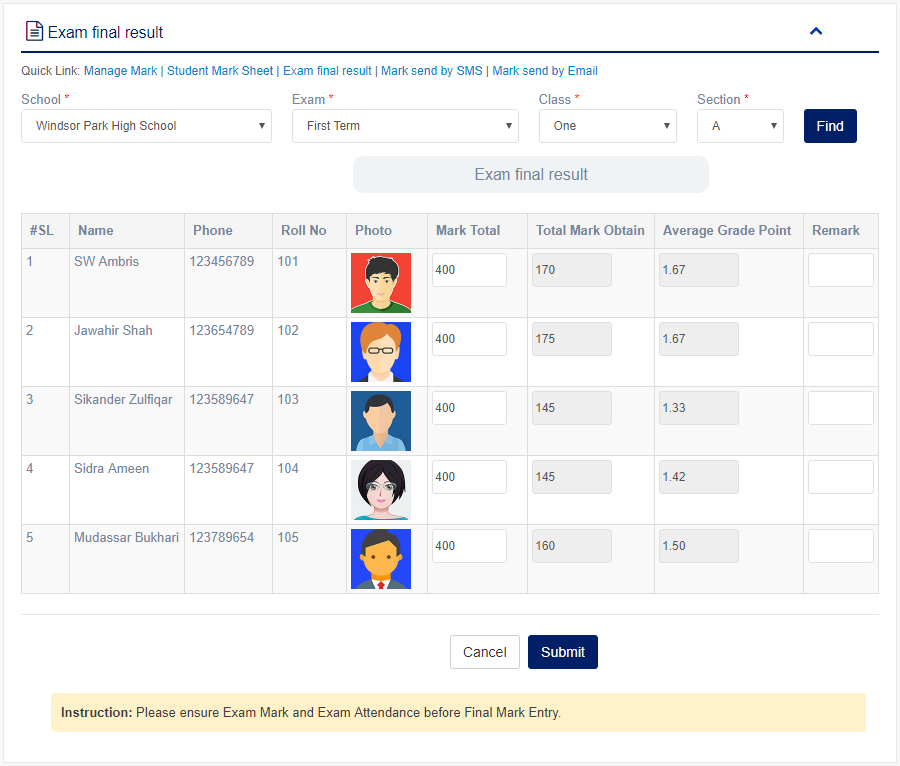 Exam final result
Quick Link: Manage Mark | Student Mark Sheet | Exam final result | Mark send by SMS | Mark send by Email
School * Exam * Class * Section *
Windsor Park High School First Term One A Find
Exam final result
#SL Name Phone Roll No Photo Mark Total Total Mark Obtain Average Grade Point Remark
1 SW Ambris 123456789 101 400 170 1.67
2 Jawahir Shah 123654789 102 400 175 1.67
3 Sikander Zulfiqar 123589647 103 400 145 1.33
4 Sidra Ameen 123589647 104 400 145 1.42
5 Mudassar Bukhari 123789654 105 400 160 1.50
Cancel Submit
Instruction: Please ensure Exam Mark and Exam Attendance before Final Mark Entry.